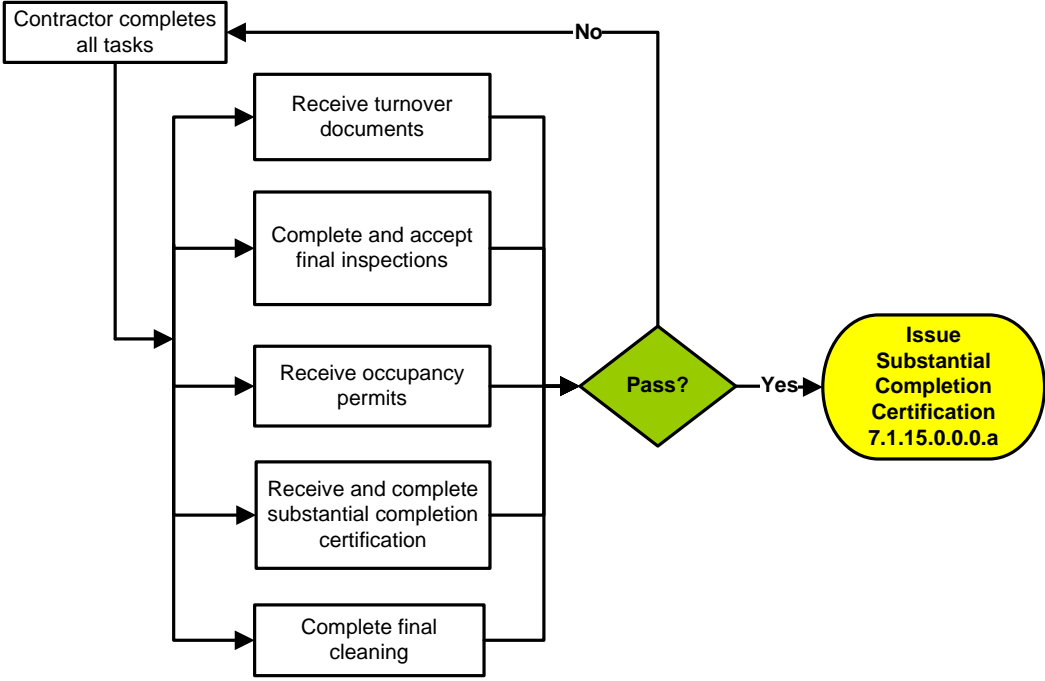 Contractor completes
all tasks
No
Receive turnover
documents
Complete and accept
final inspections
Receive occupancy
permits
Receive and complete
substantial completion
certification
Complete final
cleaning
Pass?
Yes
Issue
Substantial
Completion
Certification
7.1.15.0.0.0.a